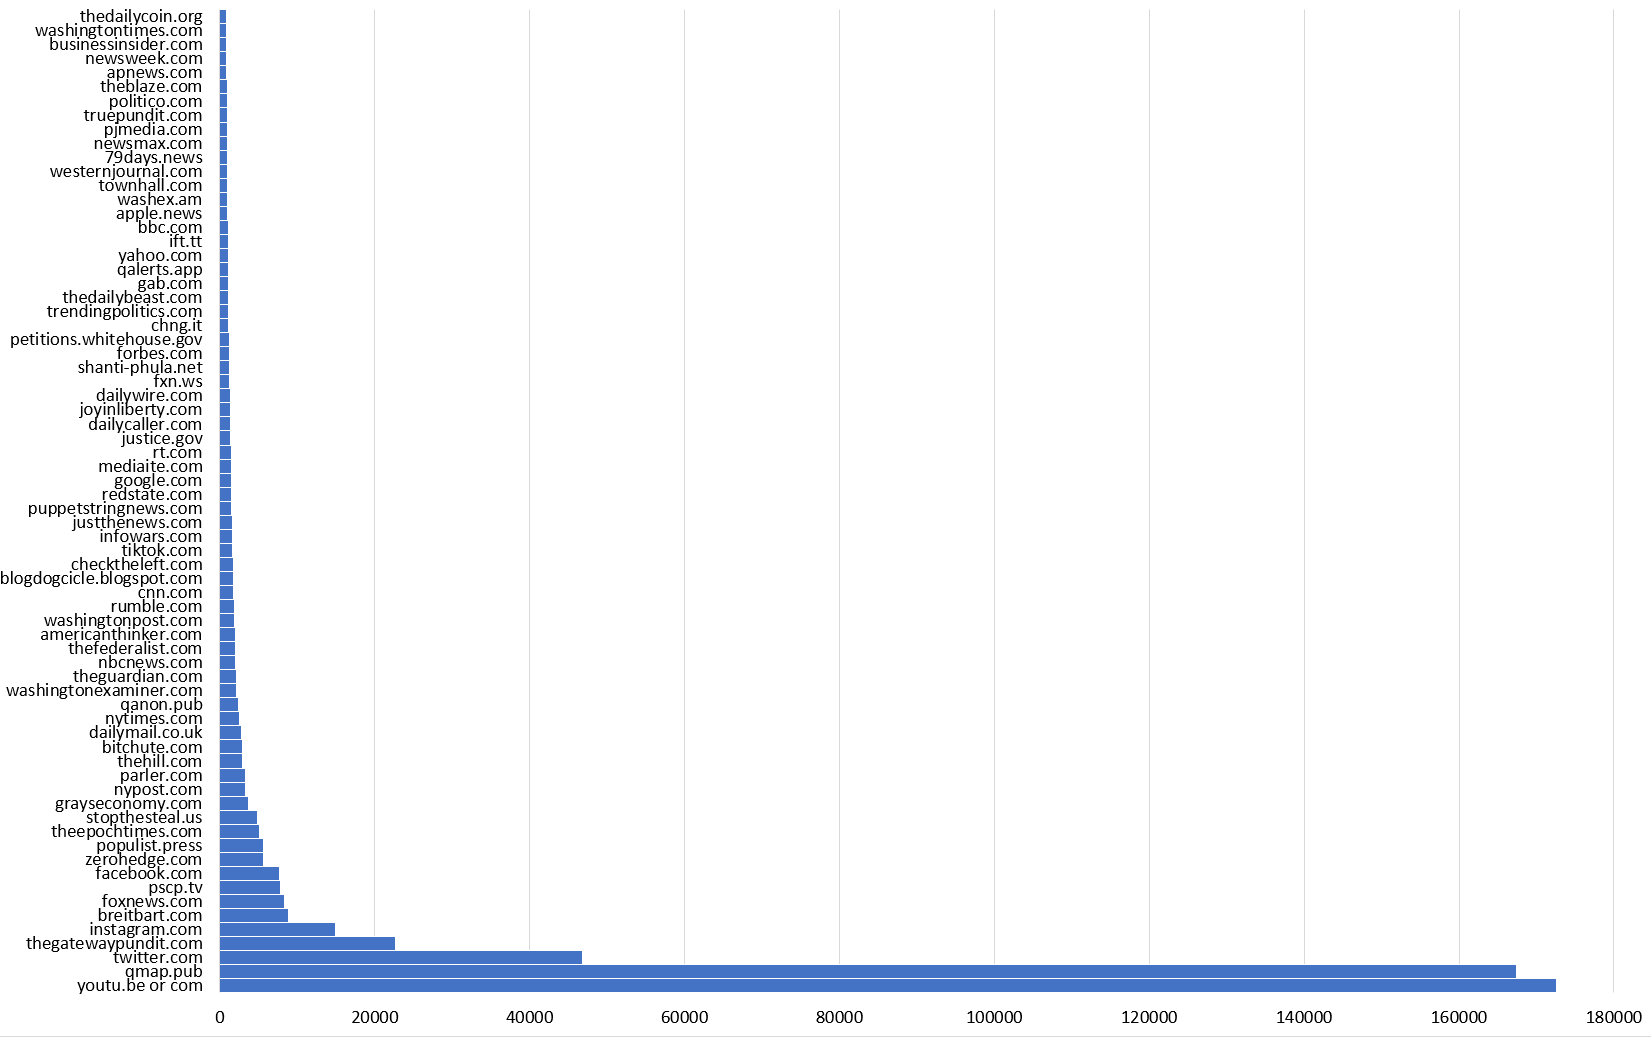 thedailycoin.org
washingtontimes.com
businessinsider.com
newsweek.com
apnews.com
theblaze.com
politico.com
truepundit.com
pjmedia.com
newsmax.com
79days.news
westernjournal.com
townhall.com
washex.am
apple.news
bbc.com
ift.tt
yahoo.com
qalerts.app
gab.com
thedailybeast.com
trendingpolitics.com
chng.it
petitions.whitehouse.gov
forbes.com
shanti-phula.net
fxn.ws
dailywire.com
joyinliberty.com
dailycaller.com
justice.gov
rt.com
mediaite.com
google.com
redstate.com
puppetstringnews.com
justthenews.com
infowars.com
tiktok.com
checktheleft.com
blogdogcicle.blogspot.com
cnn.com
rumble.com
washingtonpost.com
americanthinker.com
thefederalist.com
nbcnews.com
theguardian.com
washingtonexaminer.com
qanon.pub
nytimes.com
dailymail.co.uk
bitchute.com
thehill.com
parler.com
nypost.com
grayseconomy.com
stopthesteal.us
theepochtimes.com
populist.press
zerohedge.com
facebook.com
pscp.tv
foxnews.com
breitbart.com
instagram.com
thegatewaypundit.com
twitter.com
qmap.pub
youtu.be or com
0 20000 40000 60000 80000 100000 120000 140000 160000 180000